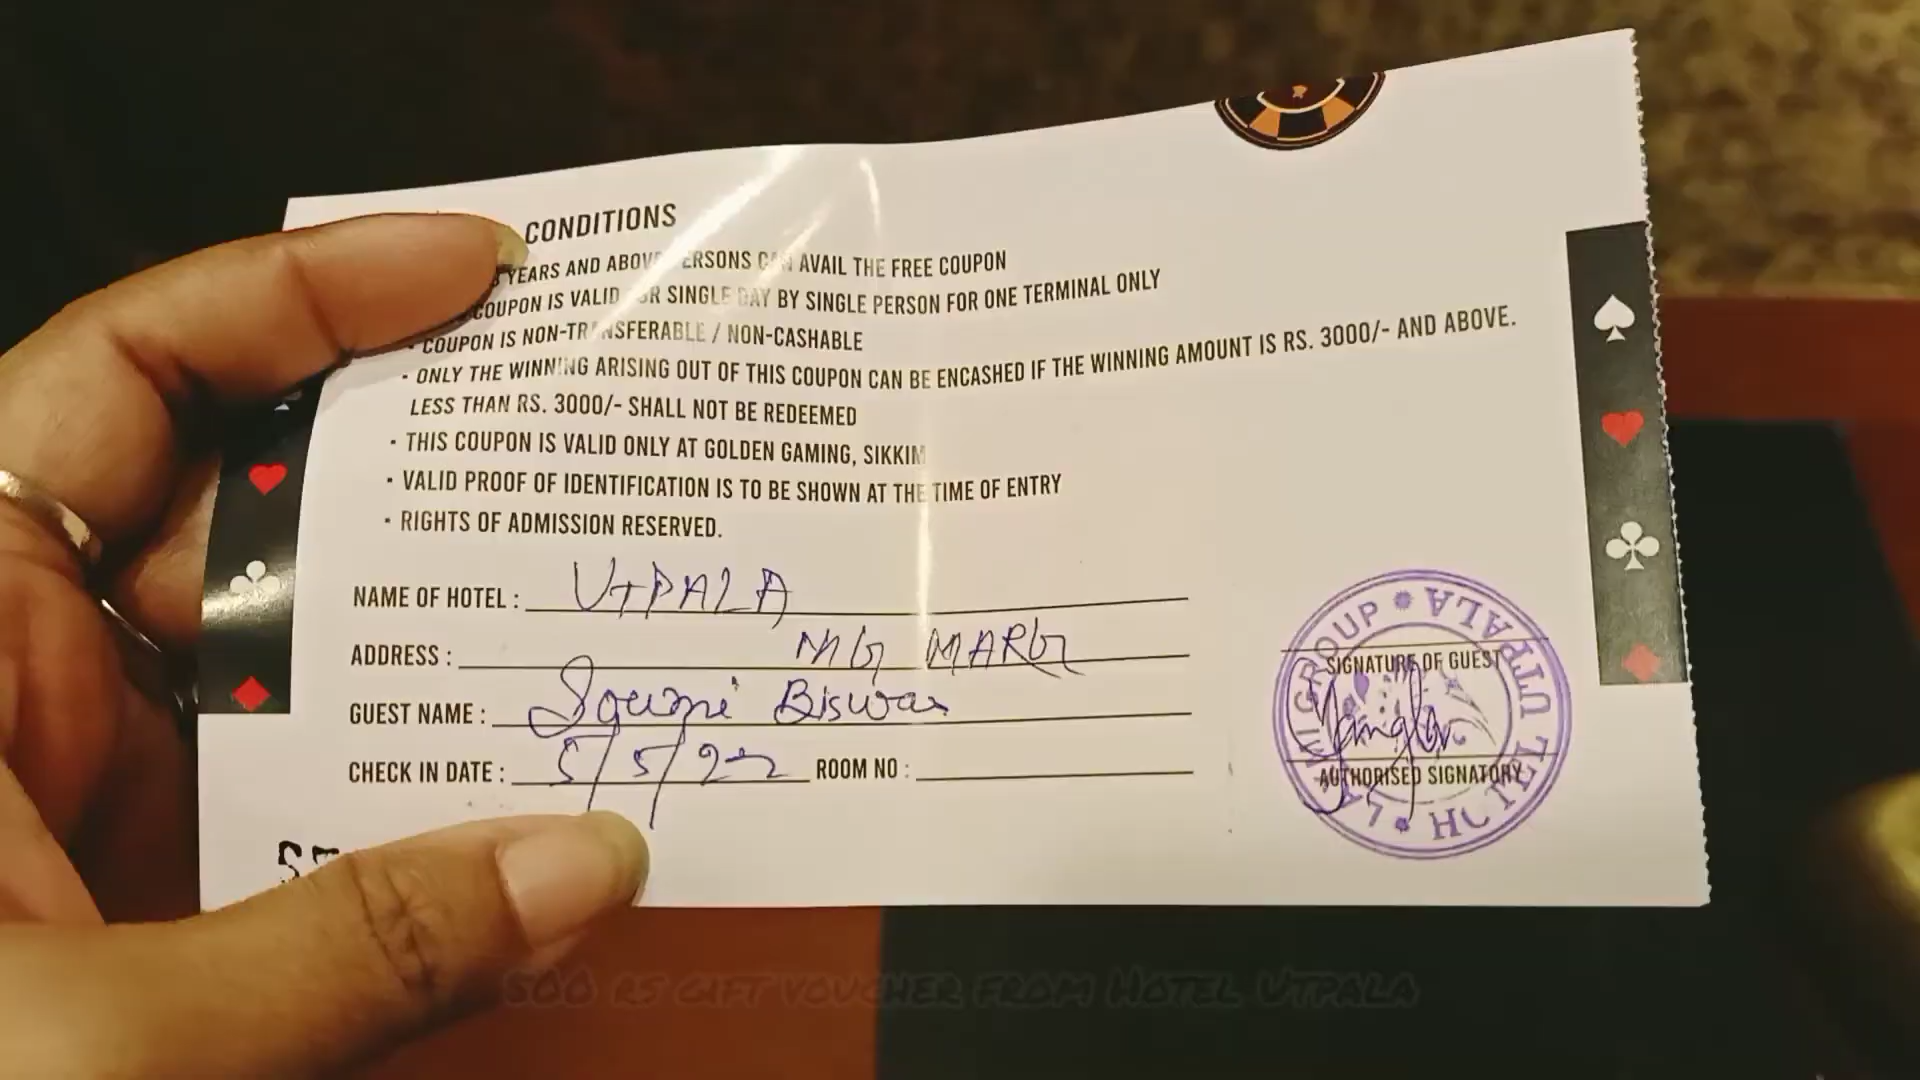 CONDITIONS
YEARS AND ABOVE PERSONS CAN AVAIL THE FREE COUPON
COUPON IS VALID FOR SINGLE DAY BY SINGLE PERSON FOR ONE TERMINAL ONLY
· COUPON IS NON-TRANSFERABLE / NON-CASHABLE
· ONLY THE WINNING ARISING OUT OF THIS COUPON CAN BE ENCASHED IF THE WINNING AMOUNT IS RS. 3000/- AND ABOVE.
LESS THAN RS. 3000/- SHALL NOT BE REDEEMED
· THIS COUPON IS VALID ONLY AT GOLDEN GAMING, SIKKIM
· VALID PROOF OF IDENTIFICATION IS TO BE SHOWN AT THE TIME OF ENTRY
· RIGHTS OF ADMISSION RESERVED.
NAME OF HOTEL : UTPALA
ADDRESS : MG MARG
GUEST NAME : Soumi Biswas
CHECK IN DATE : 5/5/22 ROOM NO :
SIGNATURE OF GUEST
AUTHORISED SIGNATORY
GROUP * UTPALA
500 RS GIFT VOUCHER FROM HOTEL UTPALA